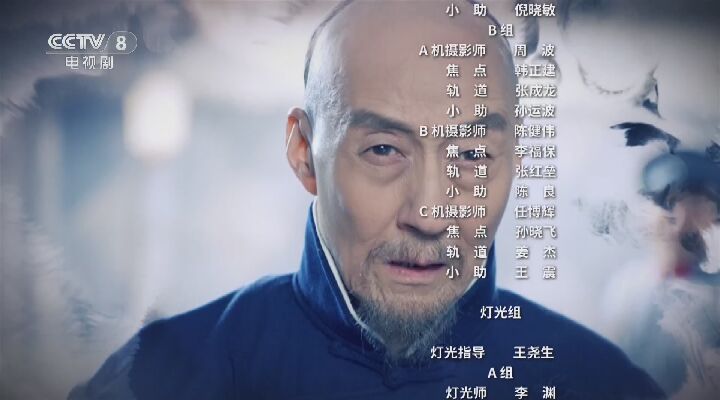 CCTV 8
电视剧
小助 倪晓敏
B组
A机摄影师 周波
焦点 韩正建
轨道 张成龙
小助 孙运波
B机摄影师 陈健伟
焦点 李福保
轨道 张红垒
小助 陈良
C机摄影师 任博辉
焦点 孙晓飞
轨道 姜杰
小助 王震
灯光组
灯光指导 王尧生
A组
灯光师 李渊